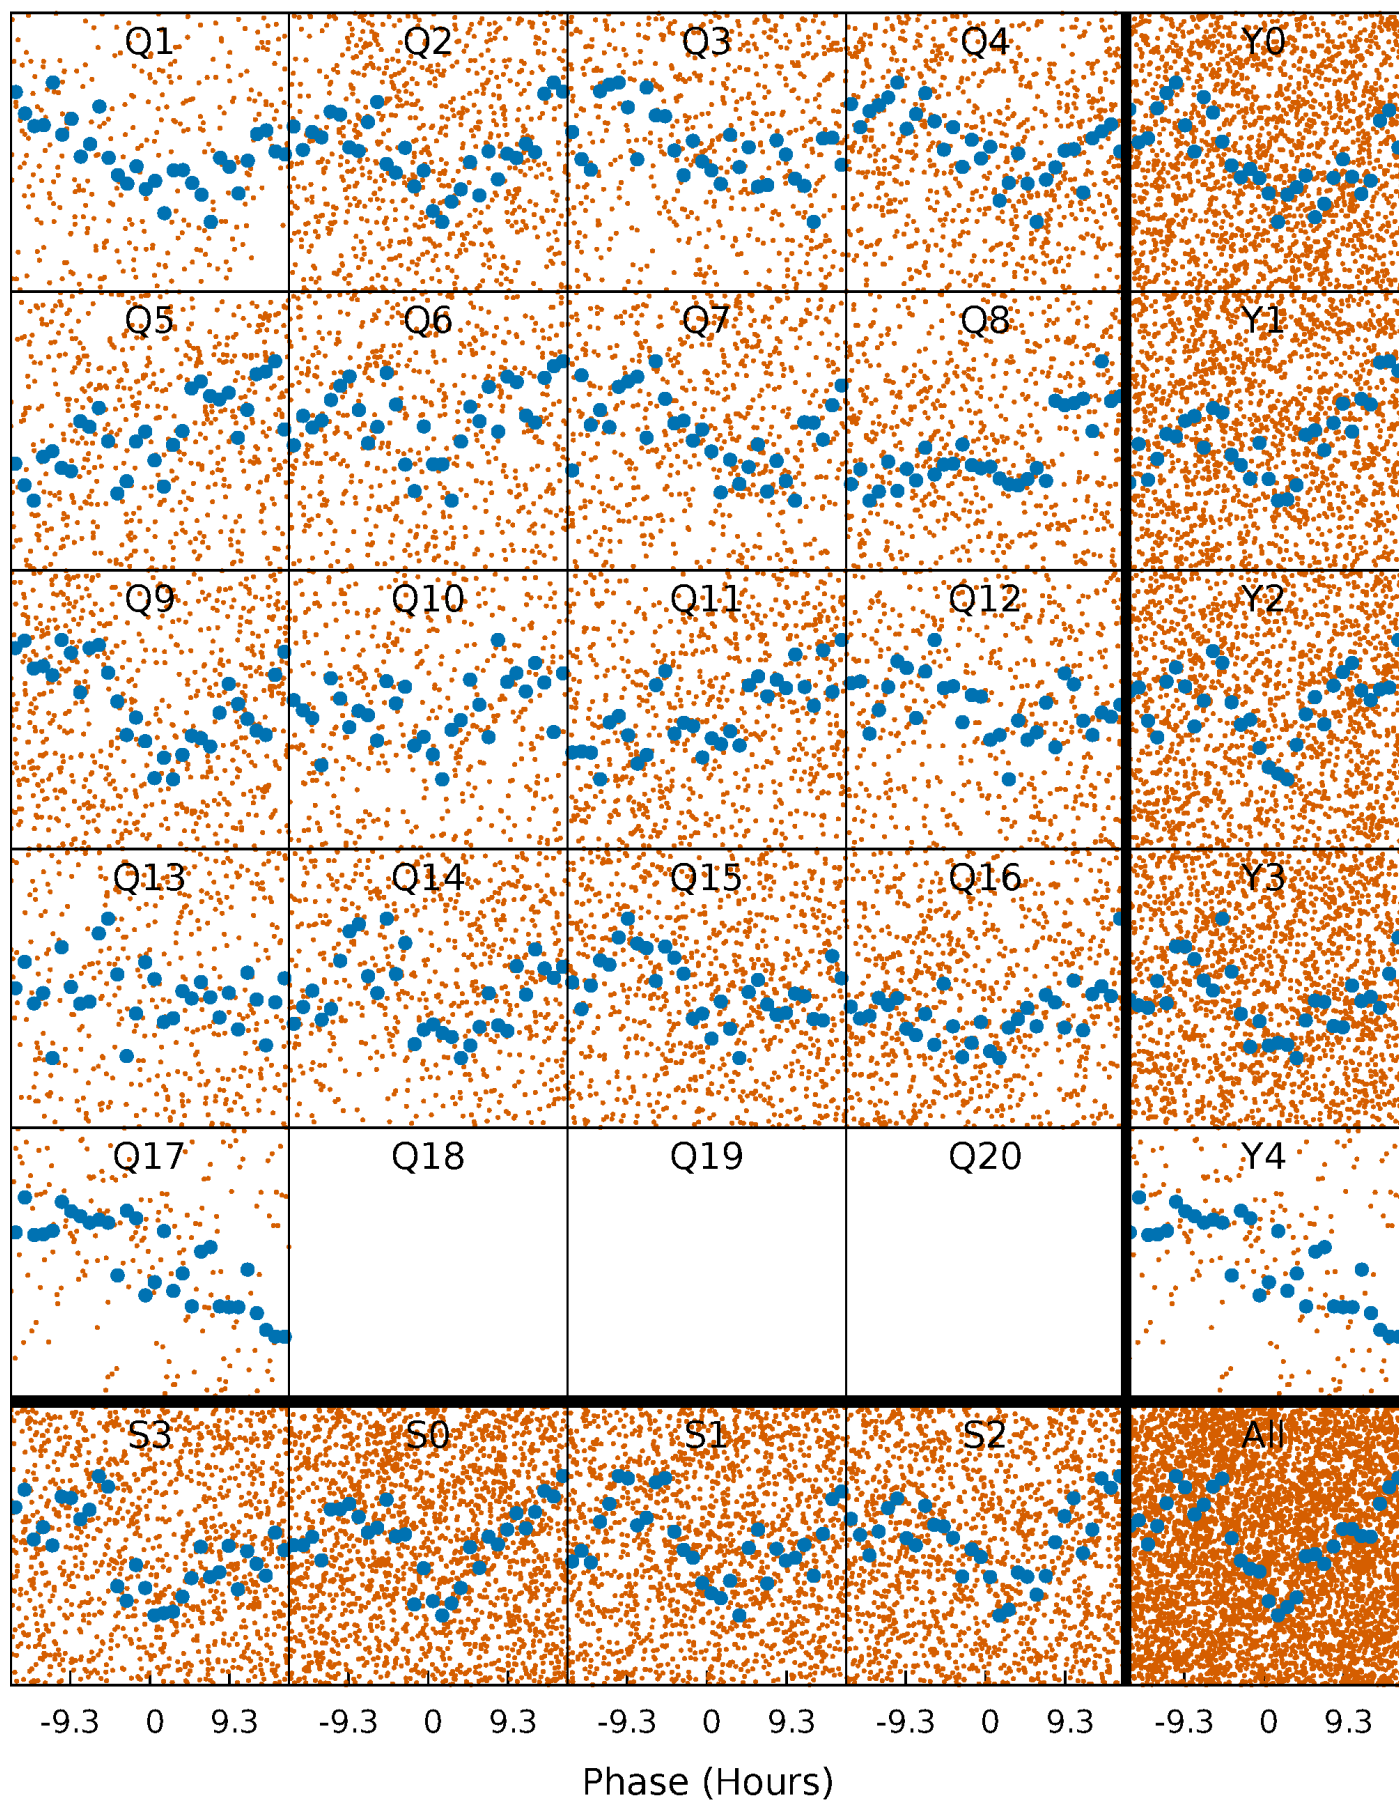 Q1 Q2 Q3 Q4 Y0
Q5 Q6 Q7 Q8 Y1
Q9 Q10 Q11 Q12 Y2
Q13 Q14 Q15 Q16 Y3
Q17 Q18 Q19 Q20 Y4
S3 S0 S1 S2 All
-9.3 0 9.3 -9.3 0 9.3 -9.3 0 9.3 -9.3 0 9.3 -9.3 0 9.3
Phase (Hours)